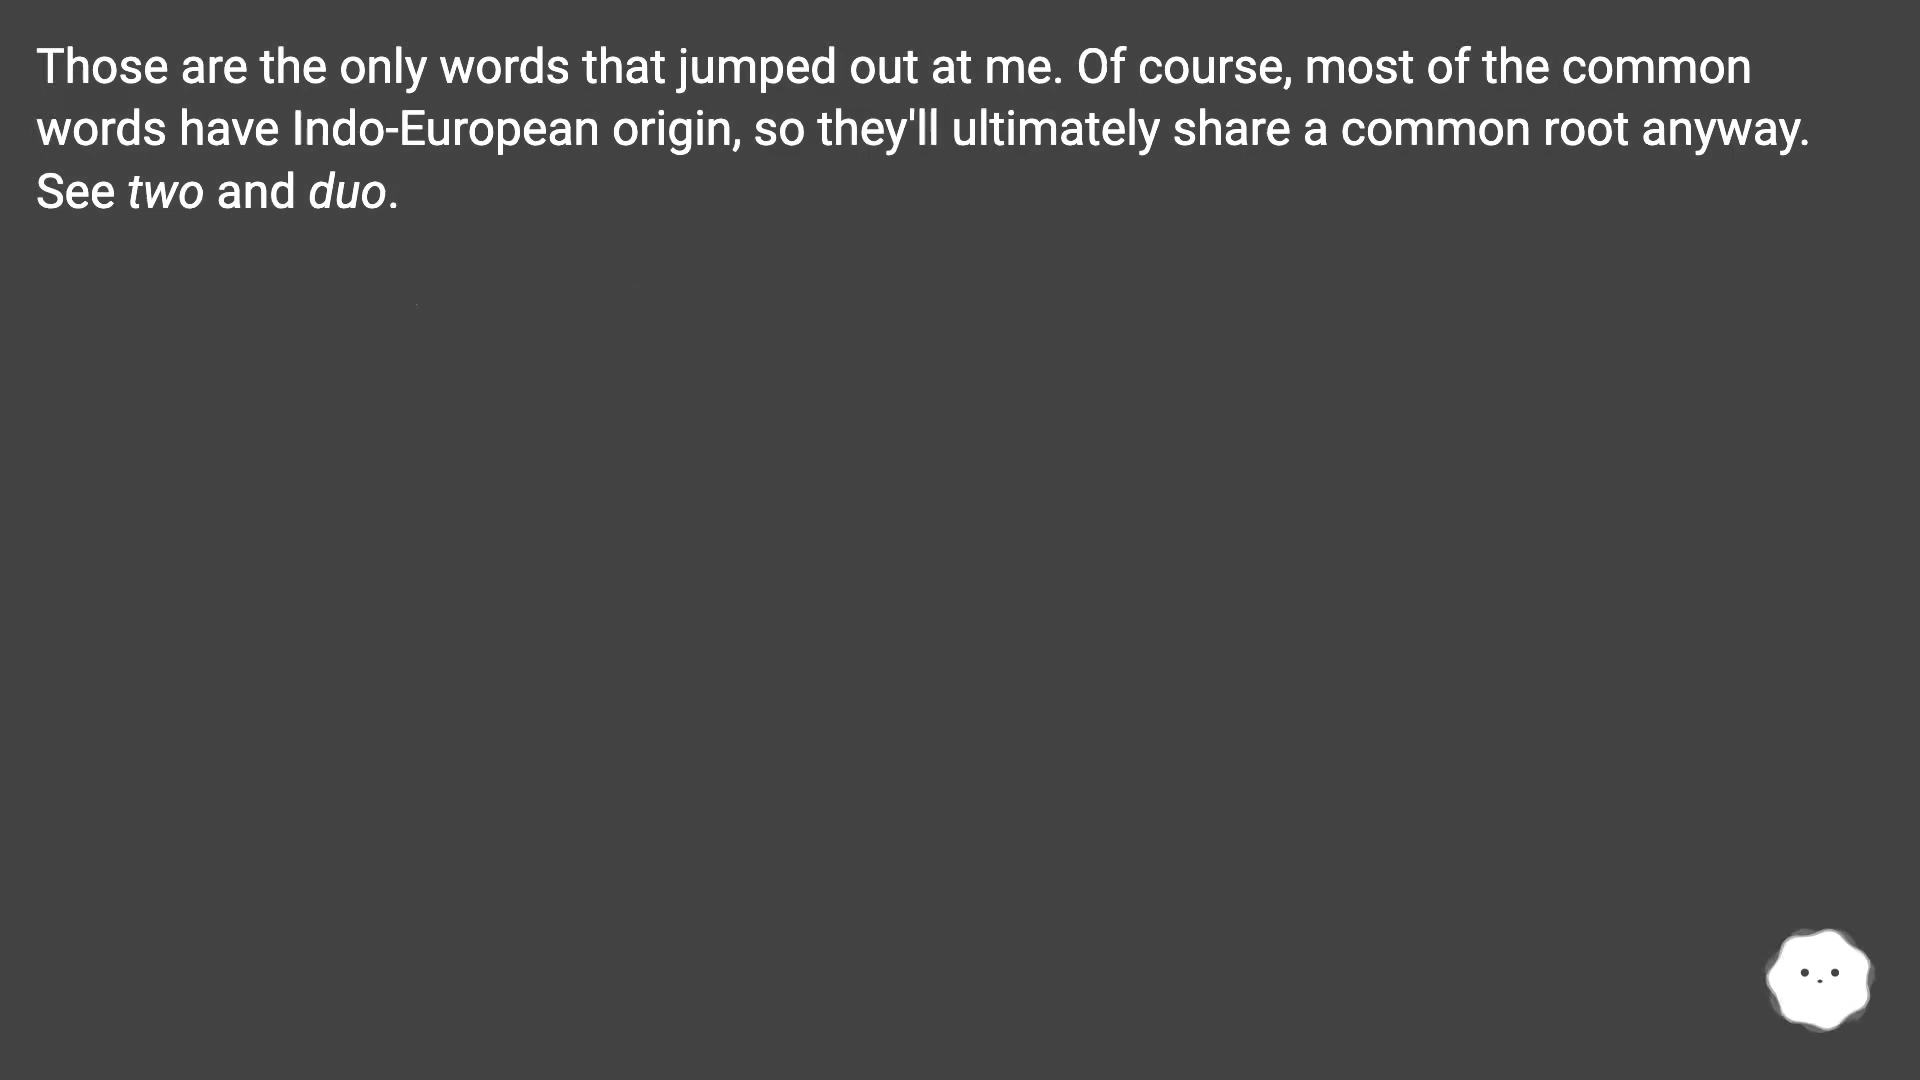 Those are the only words that jumped out at me. Of course, most of the common
words have Indo-European origin, so they'll ultimately share a common root anyway.
See two and duo.